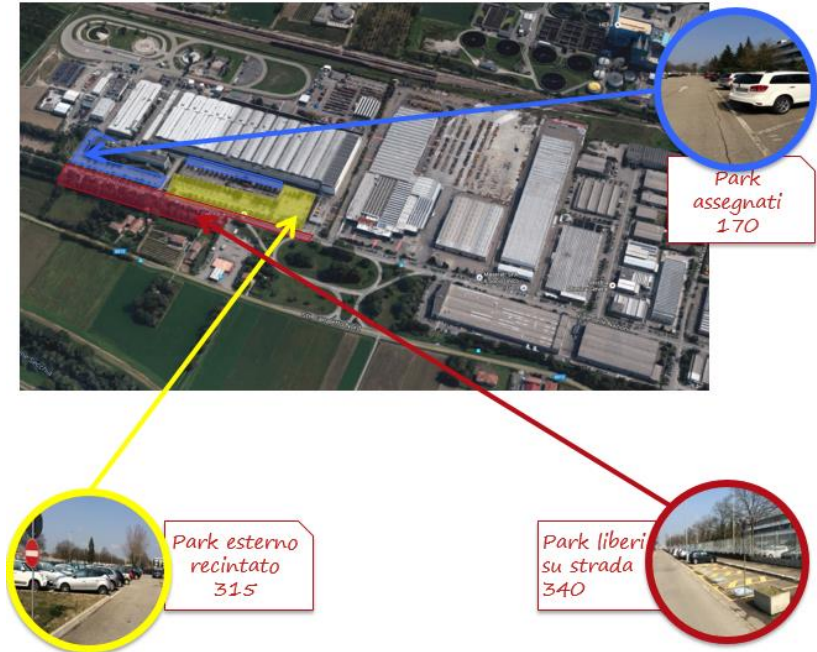 Park
assegnati
170
Park esterno
recintato
315
Park liberi
su strada
340